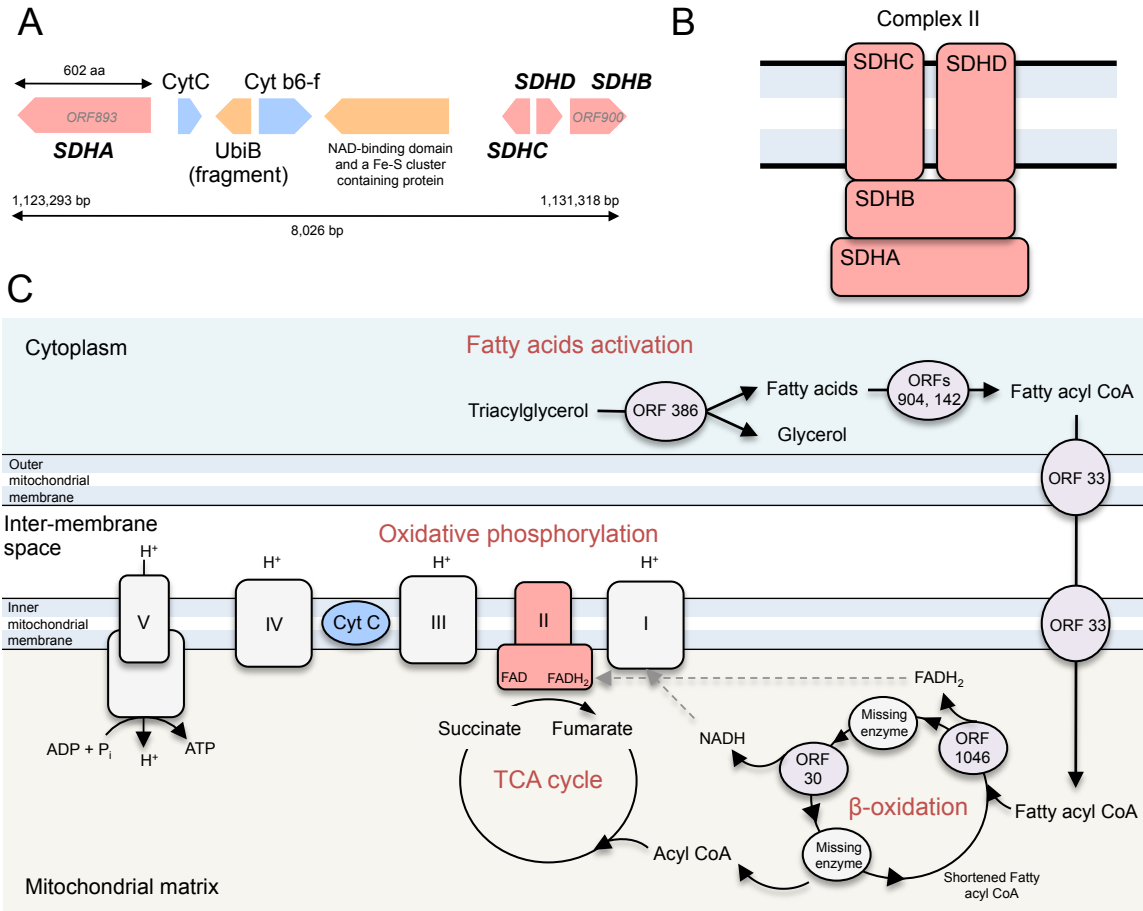 A
602 aa
CytC
Cyt b6-f
SDHD
SDHB
ORF893
ORF900
SDHA
UbiB
(fragment)
NAD-binding domain
and a Fe-S cluster
containing protein
SDHC
1,123,293 bp
1,131,318 bp
8,026 bp
B
Complex II
SDHC
SDHD
SDHB
SDHA
C
Cytoplasm
Fatty acids activation
Triacylglycerol
ORF 386
Fatty acids
Glycerol
ORFs
904, 142
Fatty acyl CoA
Outer
mitochondrial
membrane
ORF 33
Inter-membrane
space
Oxidative phosphorylation
H⁺
H⁺
H⁺
H⁺
Inner
mitochondrial
membrane
V
IV
Cyt C
III
II
I
ORF 33
FAD
FADH₂
ADP + Pᵢ
H⁺
ATP
Succinate
Fumarate
TCA cycle
NADH
FADH₂
Missing
enzyme
ORF
1046
ORF
30
β-oxidation
Fatty acyl CoA
Missing
enzyme
Acyl CoA
Shortened Fatty
acyl CoA
Mitochondrial matrix